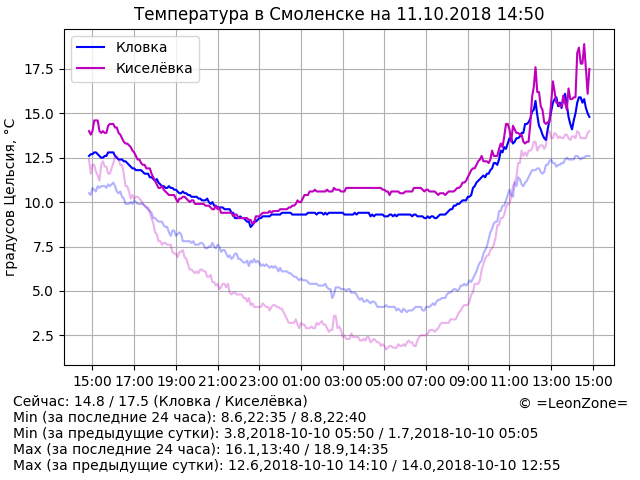 Температура в Смоленске на 11.10.2018 14:50
Кловка
Киселёвка
градусов Цельсия, °C
17.5
15.0
12.5
10.0
7.5
5.0
2.5
15:00 17:00 19:00 21:00 23:00 01:00 03:00 05:00 07:00 09:00 11:00 13:00 15:00
© =LeonZone=
Сейчас: 14.8 / 17.5 (Кловка / Киселёвка)
Min (за последние 24 часа): 8.6,22:35 / 8.8,22:40
Min (за предыдущие сутки): 3.8,2018-10-10 05:50 / 1.7,2018-10-10 05:05
Max (за последние 24 часа): 16.1,13:40 / 18.9,14:35
Max (за предыдущие сутки): 12.6,2018-10-10 14:10 / 14.0,2018-10-10 12:55